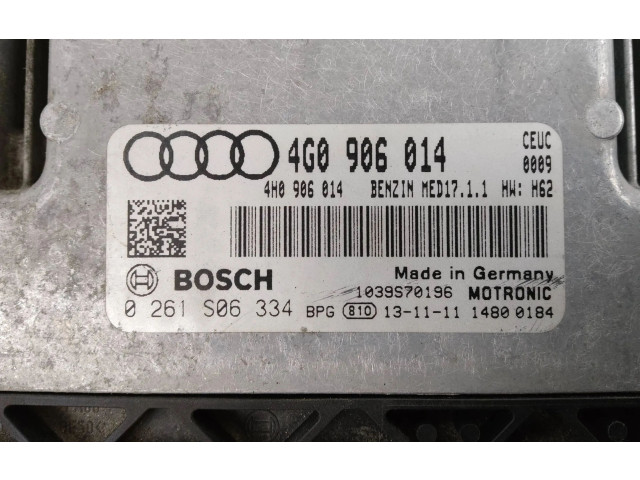 4G0 906 014
CEUC
0009
4H0 906 014 BENZIN MED17.1.1 HW: H62
BOSCH
Made in Germany
1039S70196 MOTRONIC
0 261 S06 334 BPG 810 13-11-11 1480 0184